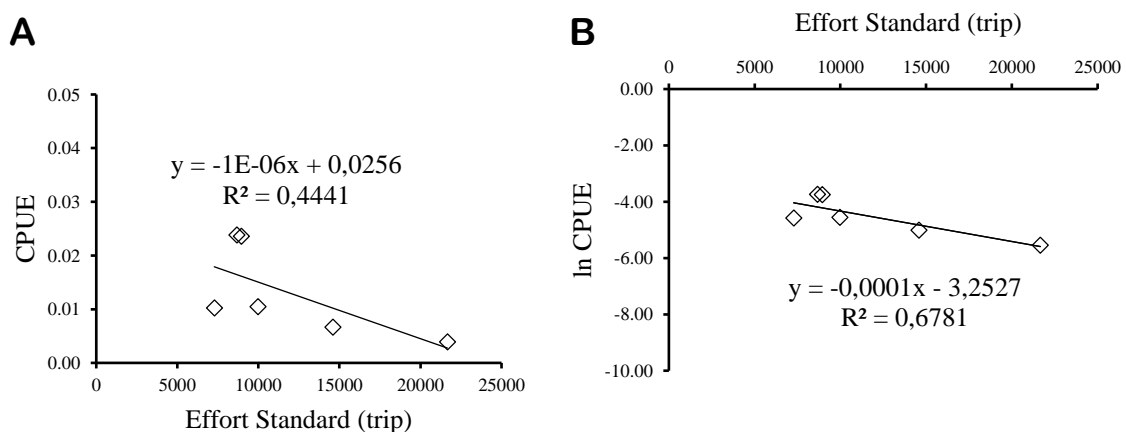 A
0.05
0.04
0.03
0.02
0.01
0.00
CPUE
y = -1E-06x + 0,0256
R² = 0,4441
0 5000 10000 15000 20000 25000
Effort Standard (trip)
B
Effort Standard (trip)
0 5000 10000 15000 20000 25000
0.00
-2.00
-4.00
-6.00
-8.00
-10.00
ln CPUE
y = -0,0001x - 3,2527
R² = 0,6781